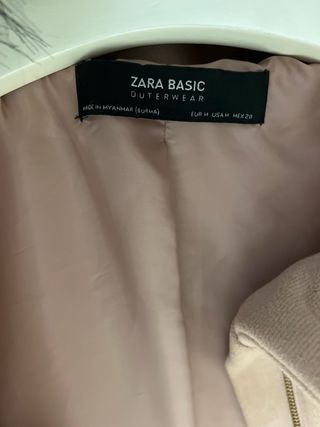 ZARA BASIC
OUTERWEAR
MADE IN MYANMAR (BURMA) EUR M USA M MEX 28